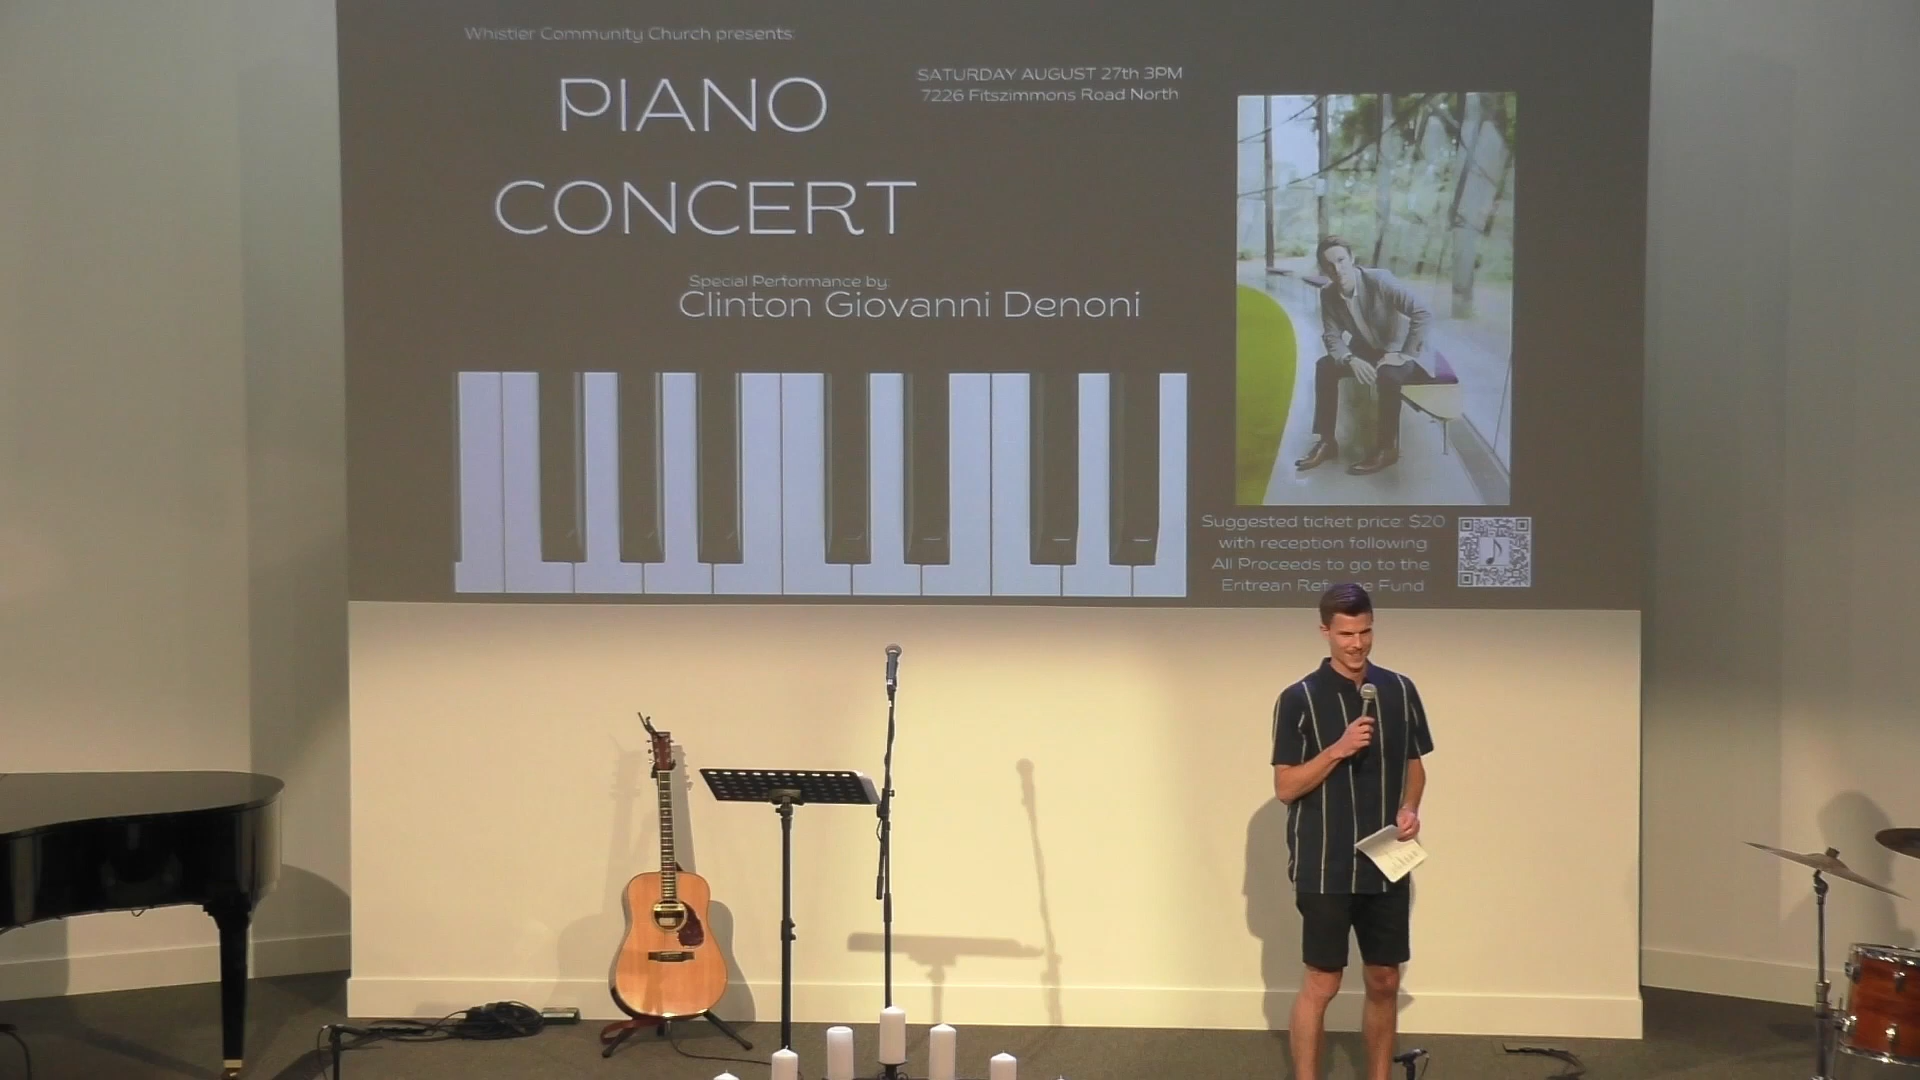 Whistler Community Church presents:
PIANO
CONCERT
SATURDAY AUGUST 27th 3PM
7226 Fitszimmons Road North
Special Performance by:
Clinton Giovanni Denoni
Suggested ticket price: $20
with reception following
All Proceeds to go to the
Eritrean Refugee Fund